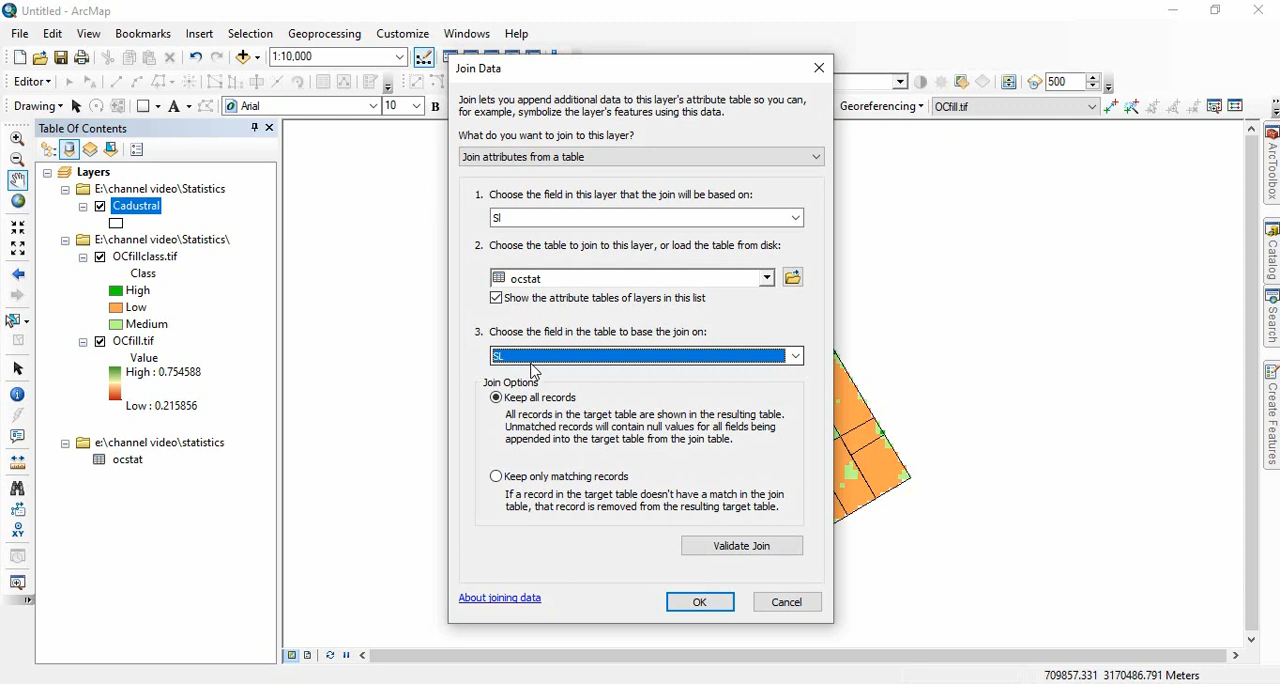 Untitled - ArcMap
File Edit View Bookmarks Insert Selection Geoprocessing Customize Windows Help
1:10,000
Editor
500
Drawing A Arial 10 B
Georeferencing OCfill.tif
Table Of Contents
Layers
E:\channel video\Statistics
Cadustral
E:\channel video\Statistics\
OCfillclass.tif
Class
High
Low
Medium
OCfill.tif
Value
High : 0.754588
Low : 0.215856
e:\channel video\statistics
ocstat
Join Data
Join lets you append additional data to this layer's attribute table so you can,
for example, symbolize the layer's features using this data.
What do you want to join to this layer?
Join attributes from a table
1. Choose the field in this layer that the join will be based on:
Sl
2. Choose the table to join to this layer, or load the table from disk:
ocstat
Show the attribute tables of layers in this list
3. Choose the field in the table to base the join on:
SL
Join Options
Keep all records
All records in the target table are shown in the resulting table.
Unmatched records will contain null values for all fields being
appended into the target table from the join table.
Keep only matching records
If a record in the target table doesn't have a match in the join
table, that record is removed from the resulting target table.
Validate Join
About joining data
OK
Cancel
ArcToolbox
Catalog
Search
Create Features
709857.331 3170486.791 Meters